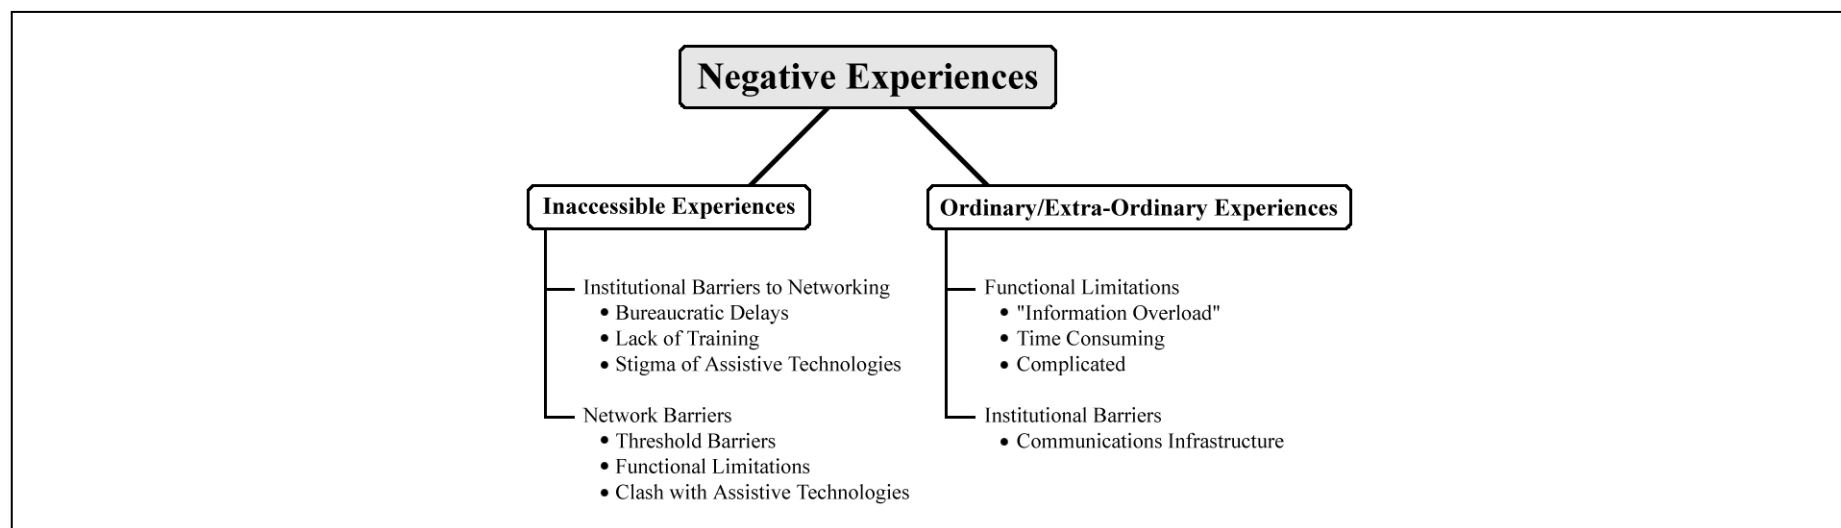 Negative Experiences
Inaccessible Experiences
Institutional Barriers to Networking
• Bureaucratic Delays
• Lack of Training
• Stigma of Assistive Technologies
Network Barriers
• Threshold Barriers
• Functional Limitations
• Clash with Assistive Technologies
Ordinary/Extra-Ordinary Experiences
Functional Limitations
• "Information Overload"
• Time Consuming
• Complicated
Institutional Barriers
• Communications Infrastructure